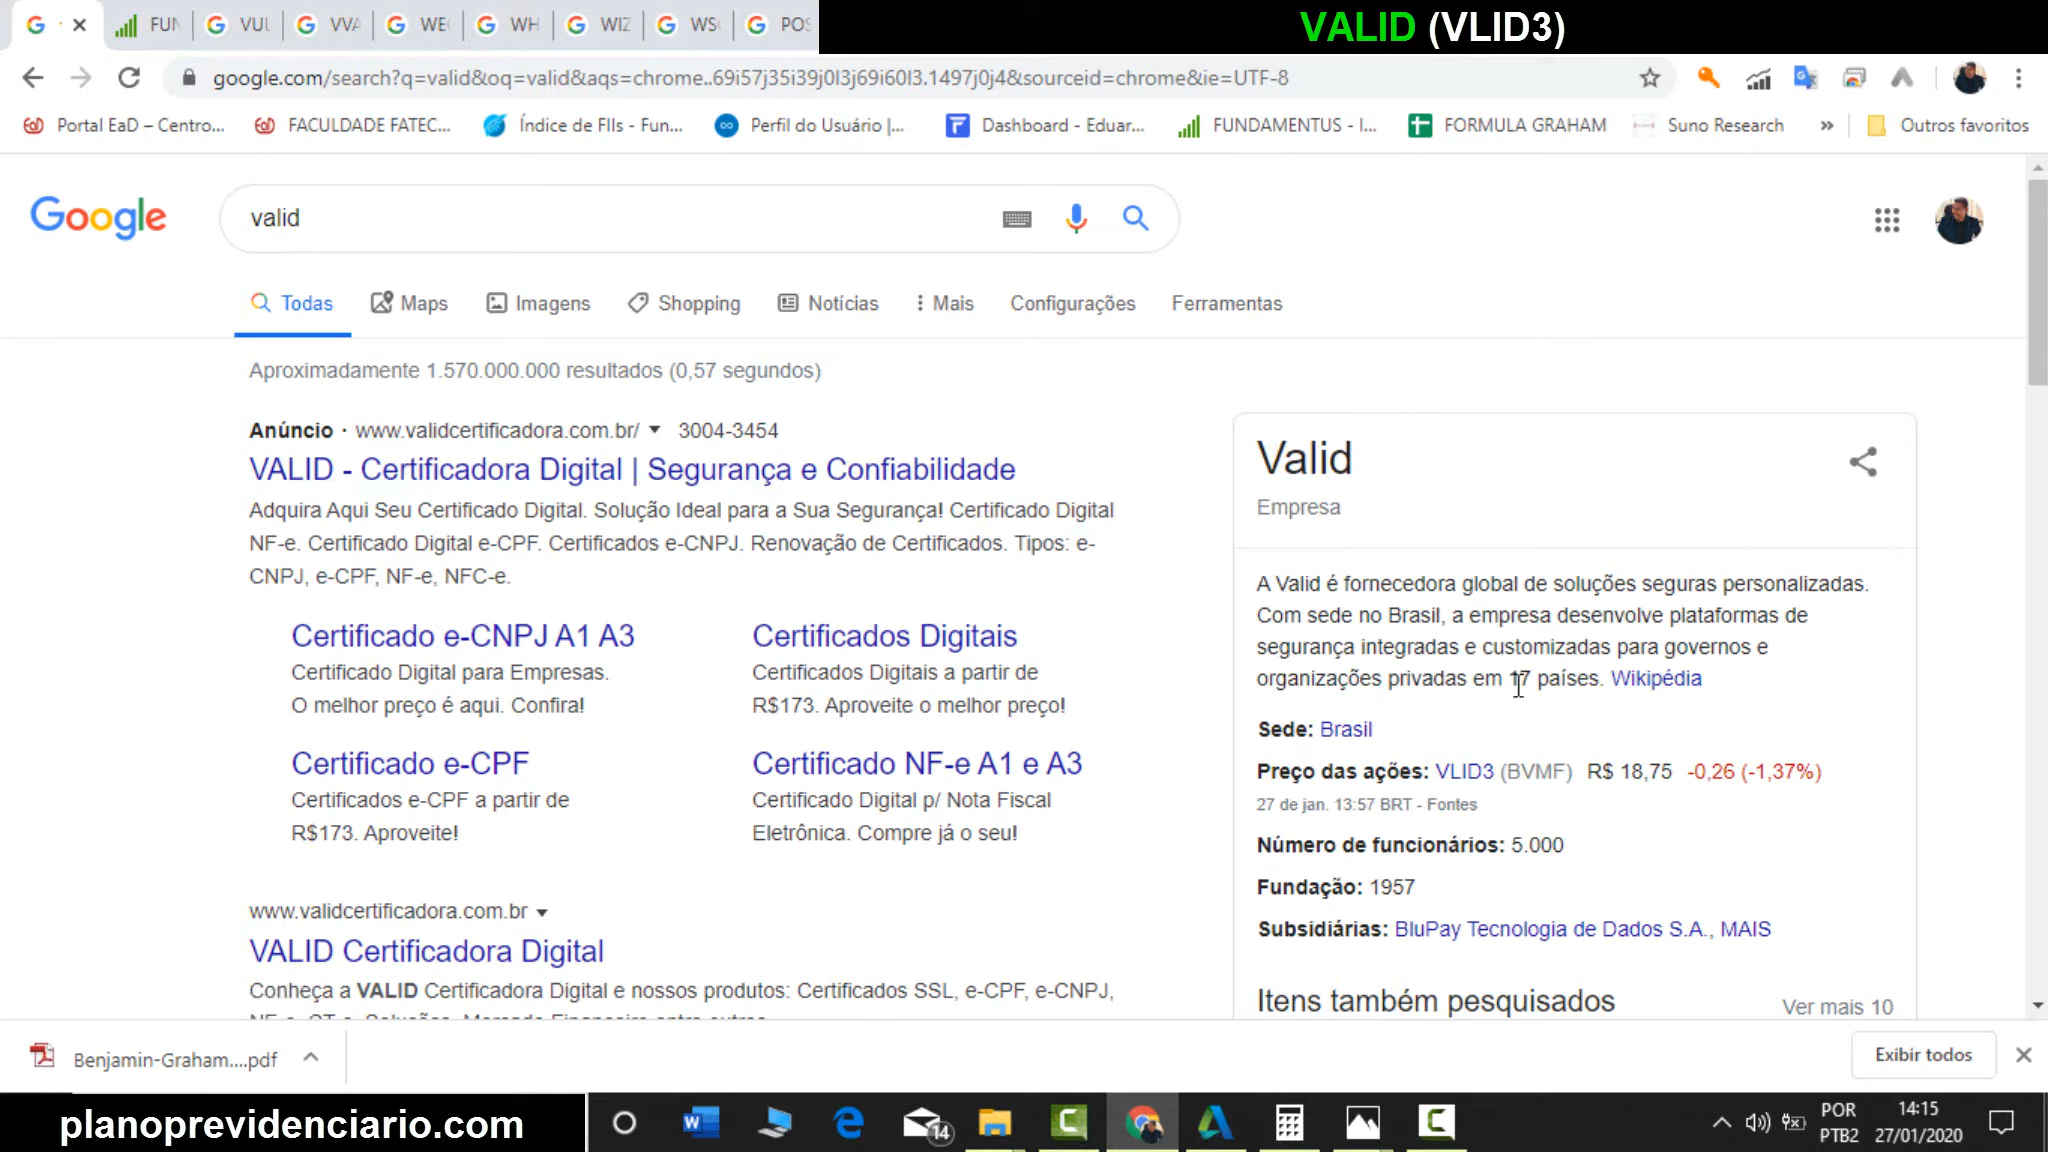 FUN
VUL
VVA
WE
WH
WIZ
WS
POS
VALID (VLID3)
google.com/search?q=valid&oq=valid&aqs=chrome..69i57j35i39j0l3j69i60l3.1497j0j4&sourceid=chrome&ie=UTF-8
Portal EaD – Centro...
FACULDADE FATEC...
Índice de FIIs - Fun...
Perfil do Usuário |...
Dashboard - Eduar...
FUNDAMENTUS - I...
FORMULA GRAHAM
Suno Research
»
Outros favoritos
Google
valid
Todas
Maps
Imagens
Shopping
Notícias
Mais
Configurações
Ferramentas
Aproximadamente 1.570.000.000 resultados (0,57 segundos)
Anúncio · www.validcertificadora.com.br/ 3004-3454
VALID - Certificadora Digital | Segurança e Confiabilidade
Adquira Aqui Seu Certificado Digital. Solução Ideal para a Sua Segurança! Certificado Digital
NF-e. Certificado Digital e-CPF. Certificados e-CNPJ. Renovação de Certificados. Tipos: e-
CNPJ, e-CPF, NF-e, NFC-e.
Certificado e-CNPJ A1 A3
Certificado Digital para Empresas.
O melhor preço é aqui. Confira!
Certificados Digitais
Certificados Digitais a partir de
R$173. Aproveite o melhor preço!
Certificado e-CPF
Certificados e-CPF a partir de
R$173. Aproveite!
Certificado NF-e A1 e A3
Certificado Digital p/ Nota Fiscal
Eletrônica. Compre já o seu!
www.validcertificadora.com.br
VALID Certificadora Digital
Conheça a VALID Certificadora Digital e nossos produtos: Certificados SSL, e-CPF, e-CNPJ,
Valid
Empresa
A Valid é fornecedora global de soluções seguras personalizadas.
Com sede no Brasil, a empresa desenvolve plataformas de
segurança integradas e customizadas para governos e
organizações privadas em 17 países. Wikipédia
Sede: Brasil
Preço das ações: VLID3 (BVMF) R$ 18,75 -0,26 (-1,37%)
27 de jan. 13:57 BRT - Fontes
Número de funcionários: 5.000
Fundação: 1957
Subsidiárias: BluPay Tecnologia de Dados S.A., MAIS
Itens também pesquisados
Ver mais 10
Benjamin-Graham....pdf
Exibir todos
planoprevidenciario.com
14
POR
PTB2
14:15
27/01/2020